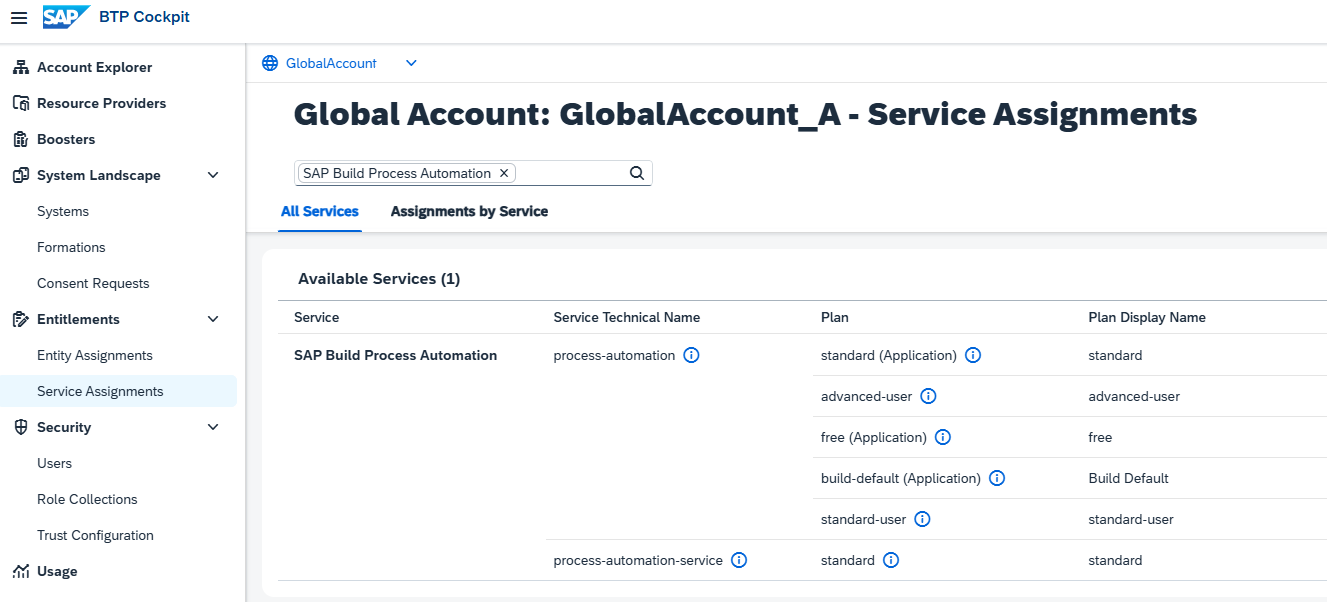 SAP BTP Cockpit
Account Explorer
Resource Providers
Boosters
System Landscape
Systems
Formations
Consent Requests
Entitlements
Entity Assignments
Service Assignments
Security
Users
Role Collections
Trust Configuration
Usage
GlobalAccount
Global Account: GlobalAccount_A - Service Assignments
SAP Build Process Automation
All Services Assignments by Service
Available Services (1)
Service Service Technical Name Plan Plan Display Name
SAP Build Process Automation process-automation standard (Application) standard
advanced-user advanced-user
free (Application) free
build-default (Application) Build Default
standard-user standard-user
process-automation-service standard standard